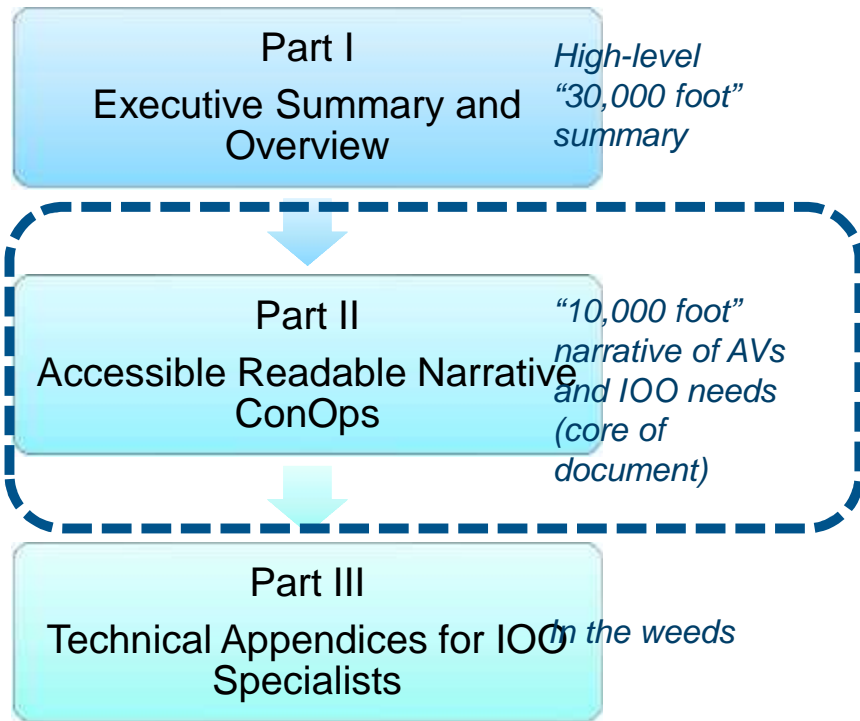 Part I
Executive Summary and
Overview
High-level
“30,000 foot”
summary
Part II
Accessible Readable Narrative
ConOps
“10,000 foot”
narrative of AVs
and IOO needs
(core of
document)
Part III
Technical Appendices for IOO
Specialists
In the weeds